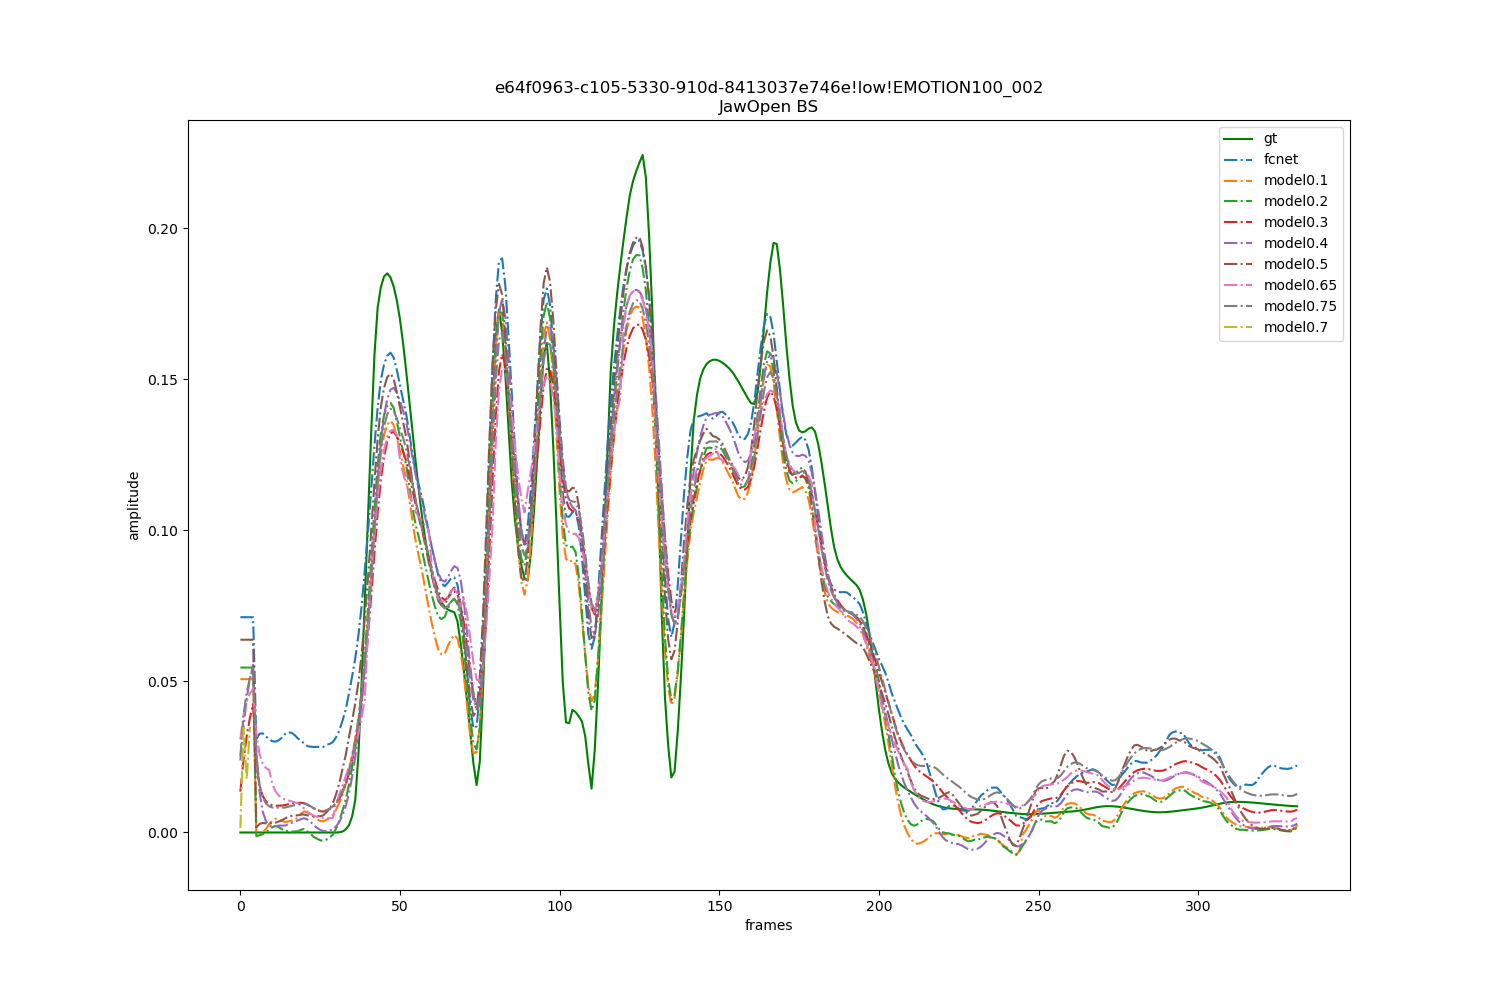 e64f0963-c105-5330-910d-8413037e746e!low!EMOTION100_002
JawOpen BS
gt
fcnet
model0.1
model0.2
model0.3
model0.4
model0.5
model0.65
model0.75
model0.7
amplitude
0.20
0.15
0.10
0.05
0.00
0 50 100 150 200 250 300
frames